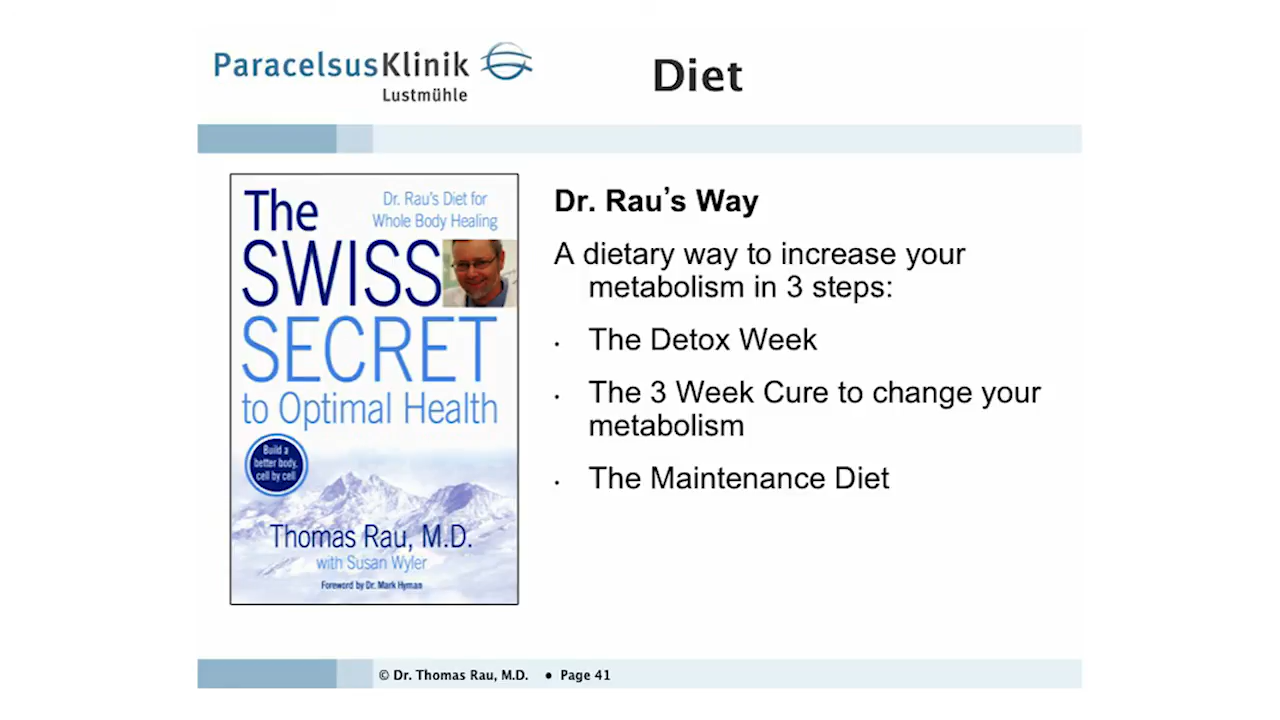 ParacelsusKlinik
Lustmühle
Diet
The
SWISS
SECRET
to Optimal Health
Dr. Rau's Diet for
Whole Body Healing
Build a
better body,
cell by cell
Thomas Rau, M.D.
with Susan Wyler
Foreword by Dr. Mark Hyman
Dr. Rau’s Way
A dietary way to increase your
metabolism in 3 steps:
• The Detox Week
• The 3 Week Cure to change your
metabolism
• The Maintenance Diet
© Dr. Thomas Rau, M.D. • Page 41